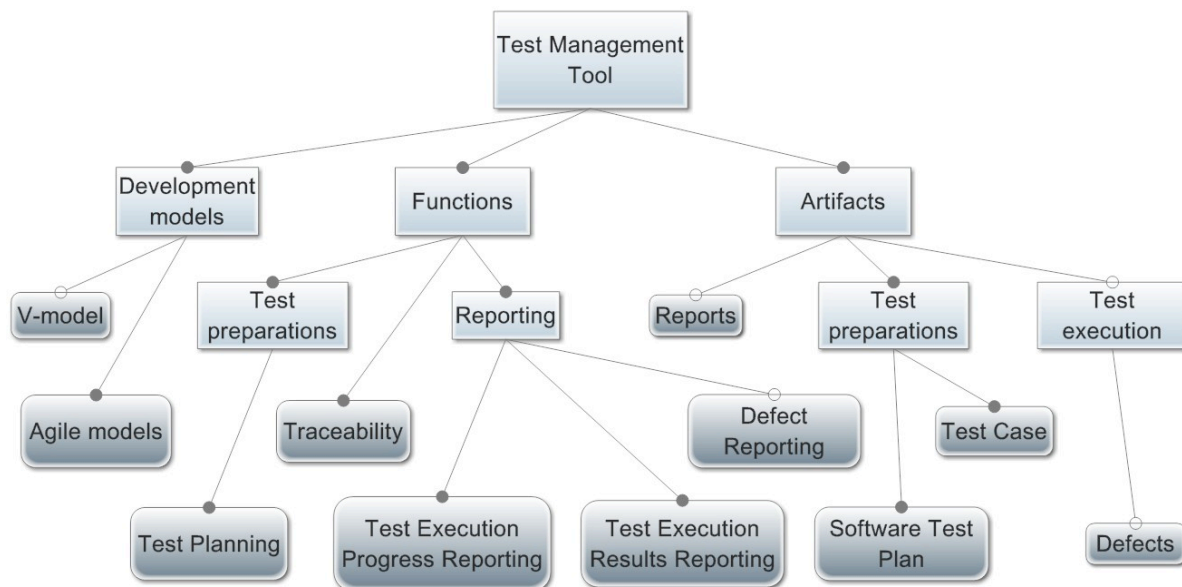 Test Management
Tool
Development
models
Functions
Artifacts
V-model
Test
preparations
Reporting
Reports
Test
preparations
Test
execution
Agile models
Traceability
Defect
Reporting
Test Case
Test Planning
Test Execution
Progress Reporting
Test Execution
Results Reporting
Software Test
Plan
Defects